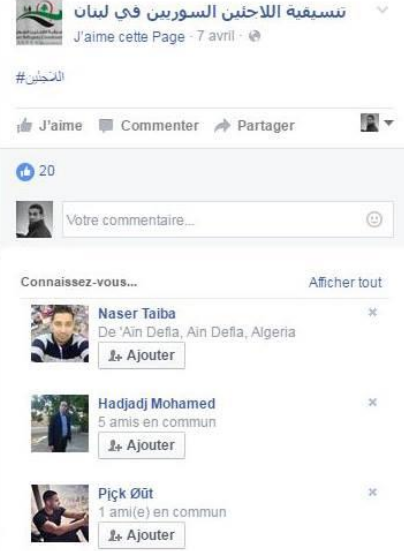 تنسيقية اللاجئين السوريين في لبنان
J'aime cette Page · 7 avril ·
#اللاجئين
J'aime Commenter Partager
20
Votre commentaire...
Connaissez-vous... Afficher tout
Naser Taiba
De 'Aïn Defla, Ain Defla, Algeria
Ajouter
Hadjadj Mohamed
5 amis en commun
Ajouter
Pįçk Øūt
1 ami(e) en commun
Ajouter